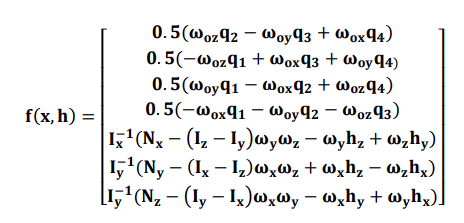 0.5(ω_oz q_2 − ω_oy q_3 + ω_ox q_4)
0.5(−ω_oz q_1 + ω_ox q_3 + ω_oy q_4)
0.5(ω_oy q_1 − ω_ox q_2 + ω_oz q_4)
0.5(−ω_ox q_1 − ω_oy q_2 − ω_oz q_3)
f(x, h) =
I_x^{−1}(N_x − (I_z − I_y)ω_y ω_z − ω_y h_z + ω_z h_y)
I_y^{−1}(N_y − (I_x − I_z)ω_x ω_z + ω_x h_z − ω_z h_x)
I_y^{−1}(N_z − (I_y − I_x)ω_x ω_y − ω_x h_y + ω_y h_x)